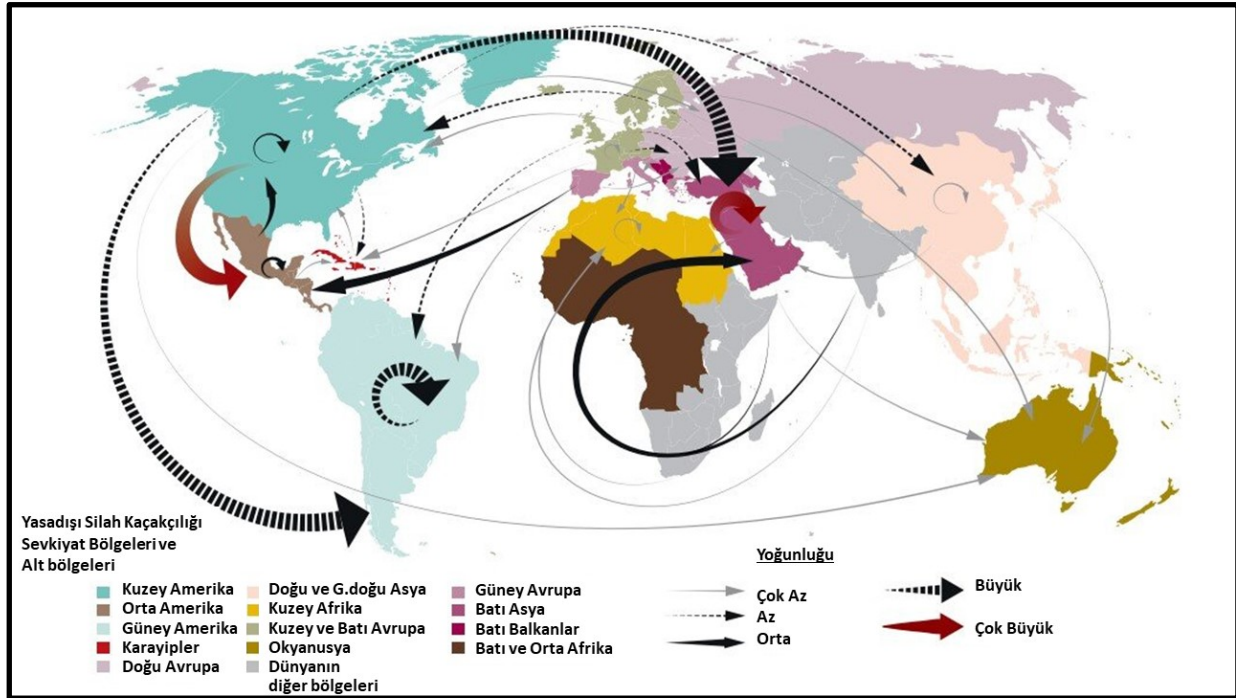 Yasadışı Silah Kaçakçılığı
Sevkiyat Bölgeleri ve
Alt bölgeleri
Kuzey Amerika
Orta Amerika
Güney Amerika
Karayipler
Doğu Avrupa
Doğu ve G.doğu Asya
Kuzey Afrika
Kuzey ve Batı Avrupa
Okyanusya
Dünyanın
diğer bölgeleri
Güney Avrupa
Batı Asya
Batı Balkanlar
Batı ve Orta Afrika
Yoğunluğu
Çok Az
Az
Orta
Büyük
Çok Büyük